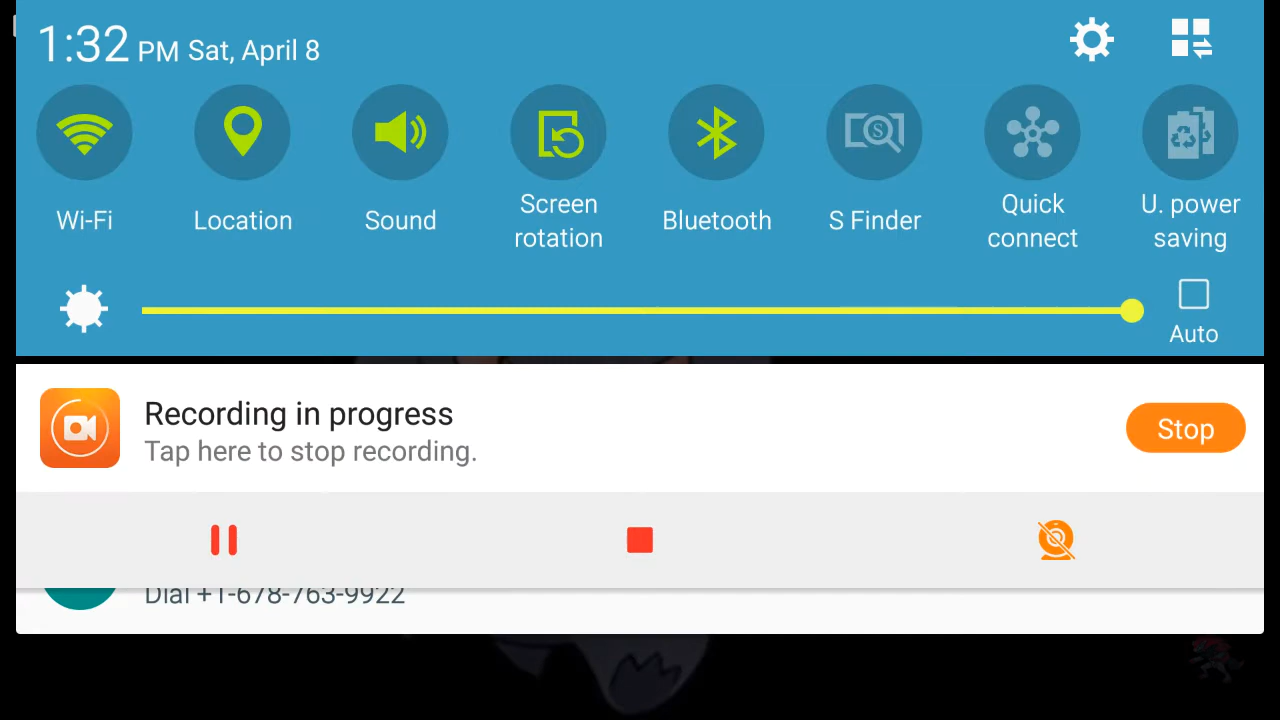 1:32 PM Sat, April 8
Wi-Fi
Location
Sound
Screen
rotation
Bluetooth
S Finder
Quick
connect
U. power
saving
Auto
Recording in progress
Tap here to stop recording.
Stop
Dial +1-678-763-9922